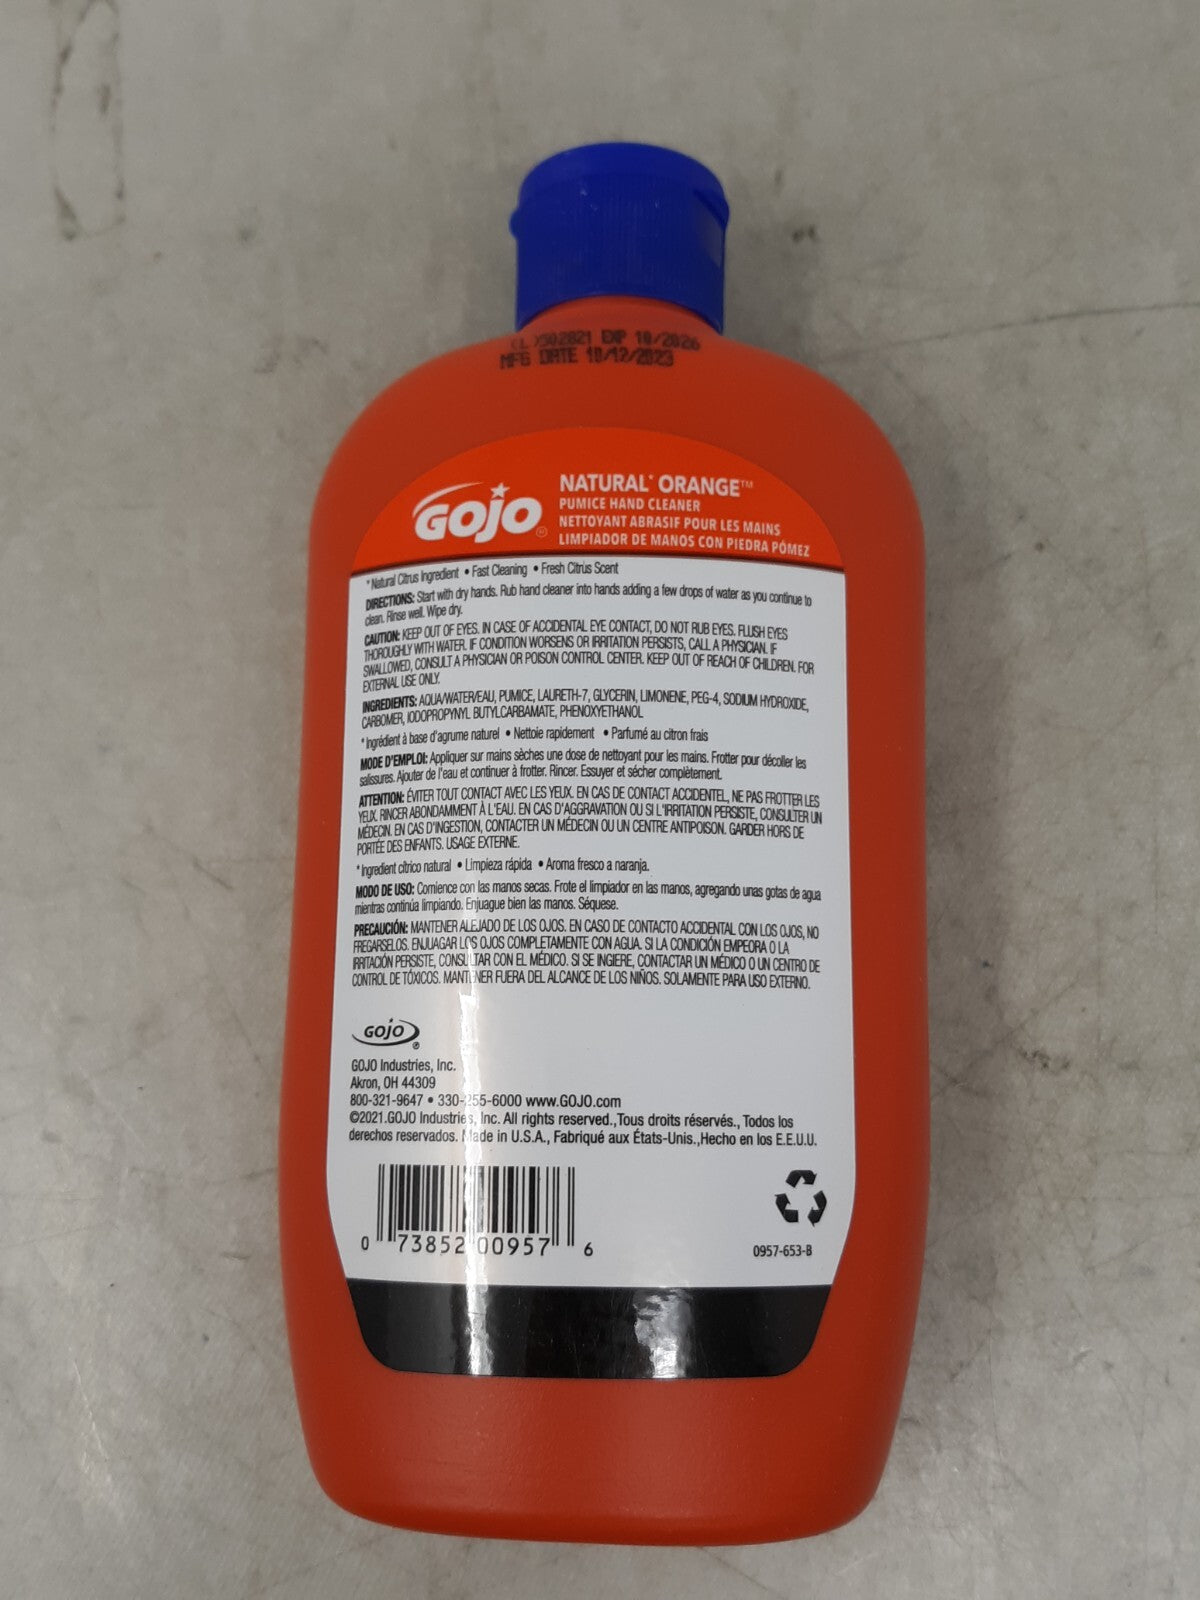 (L)502821 EXP 10/2026
MFG DATE 10/12/2023
GOJO®
NATURAL* ORANGE™
PUMICE HAND CLEANER
NETTOYANT ABRASIF POUR LES MAINS
LIMPIADOR DE MANOS CON PIEDRA PÓMEZ
* Natural Citrus Ingredient • Fast Cleaning • Fresh Citrus Scent
DIRECTIONS: Start with dry hands. Rub hand cleaner into hands adding a few drops of water as you continue to
clean. Rinse well. Wipe dry.
CAUTION: KEEP OUT OF EYES. IN CASE OF ACCIDENTAL EYE CONTACT, DO NOT RUB EYES. FLUSH EYES
THOROUGHLY WITH WATER. IF CONDITION WORSENS OR IRRITATION PERSISTS, CALL A PHYSICIAN. IF
SWALLOWED, CONSULT A PHYSICIAN OR POISON CONTROL CENTER. KEEP OUT OF REACH OF CHILDREN. FOR
EXTERNAL USE ONLY.
INGREDIENTS: AQUA/WATER/EAU, PUMICE, LAURETH-7, GLYCERIN, LIMONENE, PEG-4, SODIUM HYDROXIDE,
CARBOMER, IODOPROPYNYL BUTYLCARBAMATE, PHENOXYETHANOL
* Ingrédient à base d'agrume naturel • Nettoie rapidement • Parfumé au citron frais
MODE D'EMPLOI: Appliquer sur mains sèches une dose de nettoyant pour les mains. Frotter pour décoller les
salissures. Ajouter de l'eau et continuer à frotter. Rincer. Essuyer et sécher complètement.
ATTENTION: ÉVITER TOUT CONTACT AVEC LES YEUX. EN CAS DE CONTACT ACCIDENTEL, NE PAS FROTTER LES
YEUX. RINCER ABONDAMMENT À L'EAU. EN CAS D'AGGRAVATION OU SI L'IRRITATION PERSISTE, CONSULTER UN
MÉDECIN. EN CAS D'INGESTION, CONTACTER UN MÉDECIN OU UN CENTRE ANTIPOISON. GARDER HORS DE
PORTÉE DES ENFANTS. USAGE EXTERNE.
* Ingredient cítrico natural • Limpieza rápida • Aroma fresco a naranja.
MODO DE USO: Comience con las manos secas. Frote el limpiador en las manos, agregando unas gotas de agua
mientras continúa limpiando. Enjuague bien las manos. Séquese.
PRECAUCIÓN: MANTENER ALEJADO DE LOS OJOS. EN CASO DE CONTACTO ACCIDENTAL CON LOS OJOS, NO
FREGARSELOS. ENJUAGAR LOS OJOS COMPLETAMENTE CON AGUA. SI LA CONDICIÓN EMPEORA O LA
IRRITACIÓN PERSISTE, CONSULTAR CON EL MÉDICO. SI SE INGIERE, CONTACTAR UN MÉDICO O UN CENTRO DE
CONTROL DE TÓXICOS. MANTENER FUERA DEL ALCANCE DE LOS NIÑOS. SOLAMENTE PARA USO EXTERNO.
GOJO®
GOJO Industries, Inc.
Akron, OH 44309
800-321-9647 • 330-255-6000 www.GOJO.com
©2021.GOJO Industries, Inc. All rights reserved.,Tous droits réservés., Todos los
derechos reservados. Made in U.S.A., Fabriqué aux États-Unis.,Hecho en los E.E.U.U.
0 73852 00957 6
0957-653-B